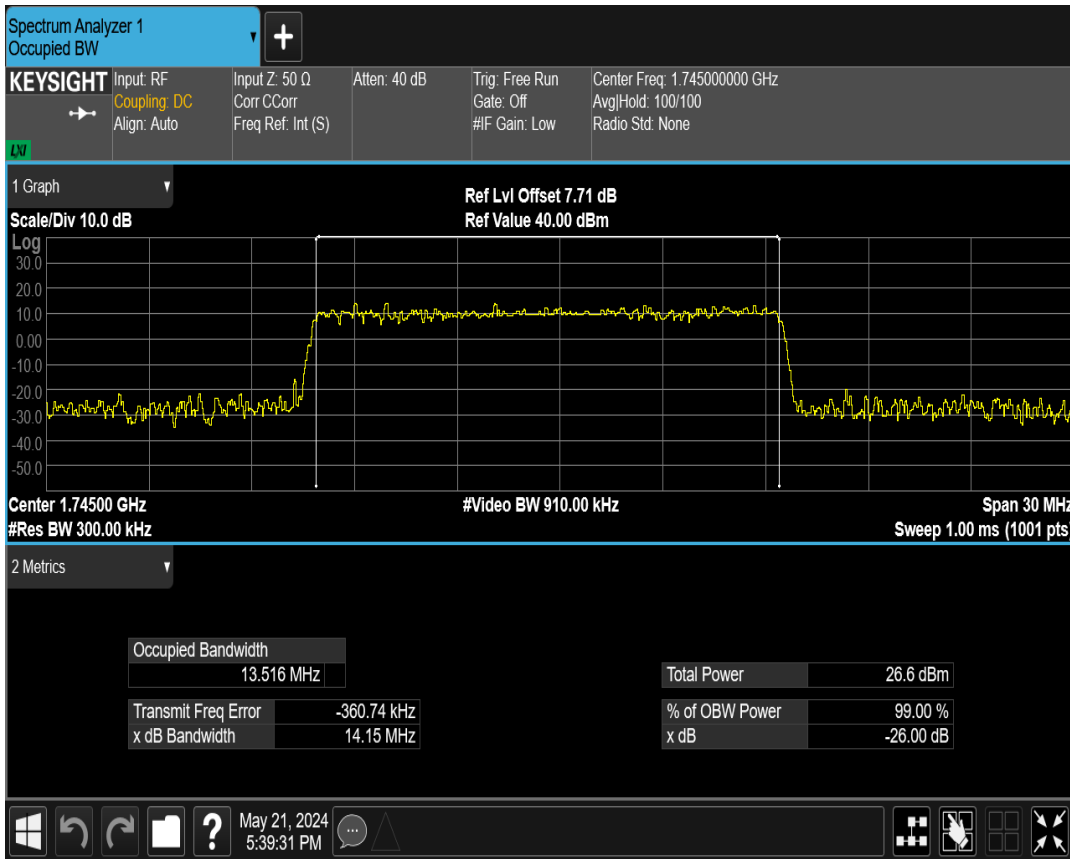 Spectrum Analyzer 1
Occupied BW
KEYSIGHT
LXI
Input: RF
Coupling: DC
Align: Auto
Input Z: 50 Ω
Corr CCorr
Freq Ref: Int (S)
Atten: 40 dB
Trig: Free Run
Gate: Off
#IF Gain: Low
Center Freq: 1.745000000 GHz
Avg|Hold: 100/100
Radio Std: None
1 Graph
Scale/Div 10.0 dB
Ref Lvl Offset 7.71 dB
Ref Value 40.00 dBm
Log
30.0
20.0
10.0
0.00
-10.0
-20.0
-30.0
-40.0
-50.0
Center 1.74500 GHz
#Video BW 910.00 kHz
Span 30 MHz
#Res BW 300.00 kHz
Sweep 1.00 ms (1001 pts)
2 Metrics
Occupied Bandwidth
13.516 MHz
Transmit Freq Error -360.74 kHz
x dB Bandwidth 14.15 MHz
Total Power 26.6 dBm
% of OBW Power 99.00 %
x dB -26.00 dB
May 21, 2024
5:39:31 PM